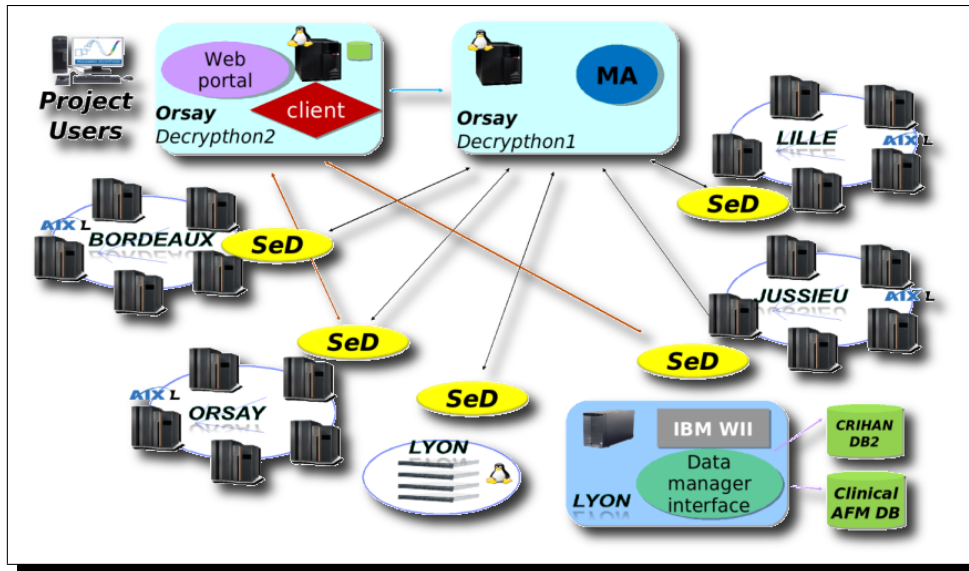 Project
Users
Web
portal
client
Orsay
Decrypthon2
MA
Orsay
Decrypthon1
LILLE
AIX L
SeD
AIX L
BORDEAUX
SeD
JUSSIEU
AIX L
SeD
SeD
AIX L
ORSAY
SeD
LYON
IBM WII
Data
manager
interface
LYON
CRIHAN
DB2
Clinical
AFM DB